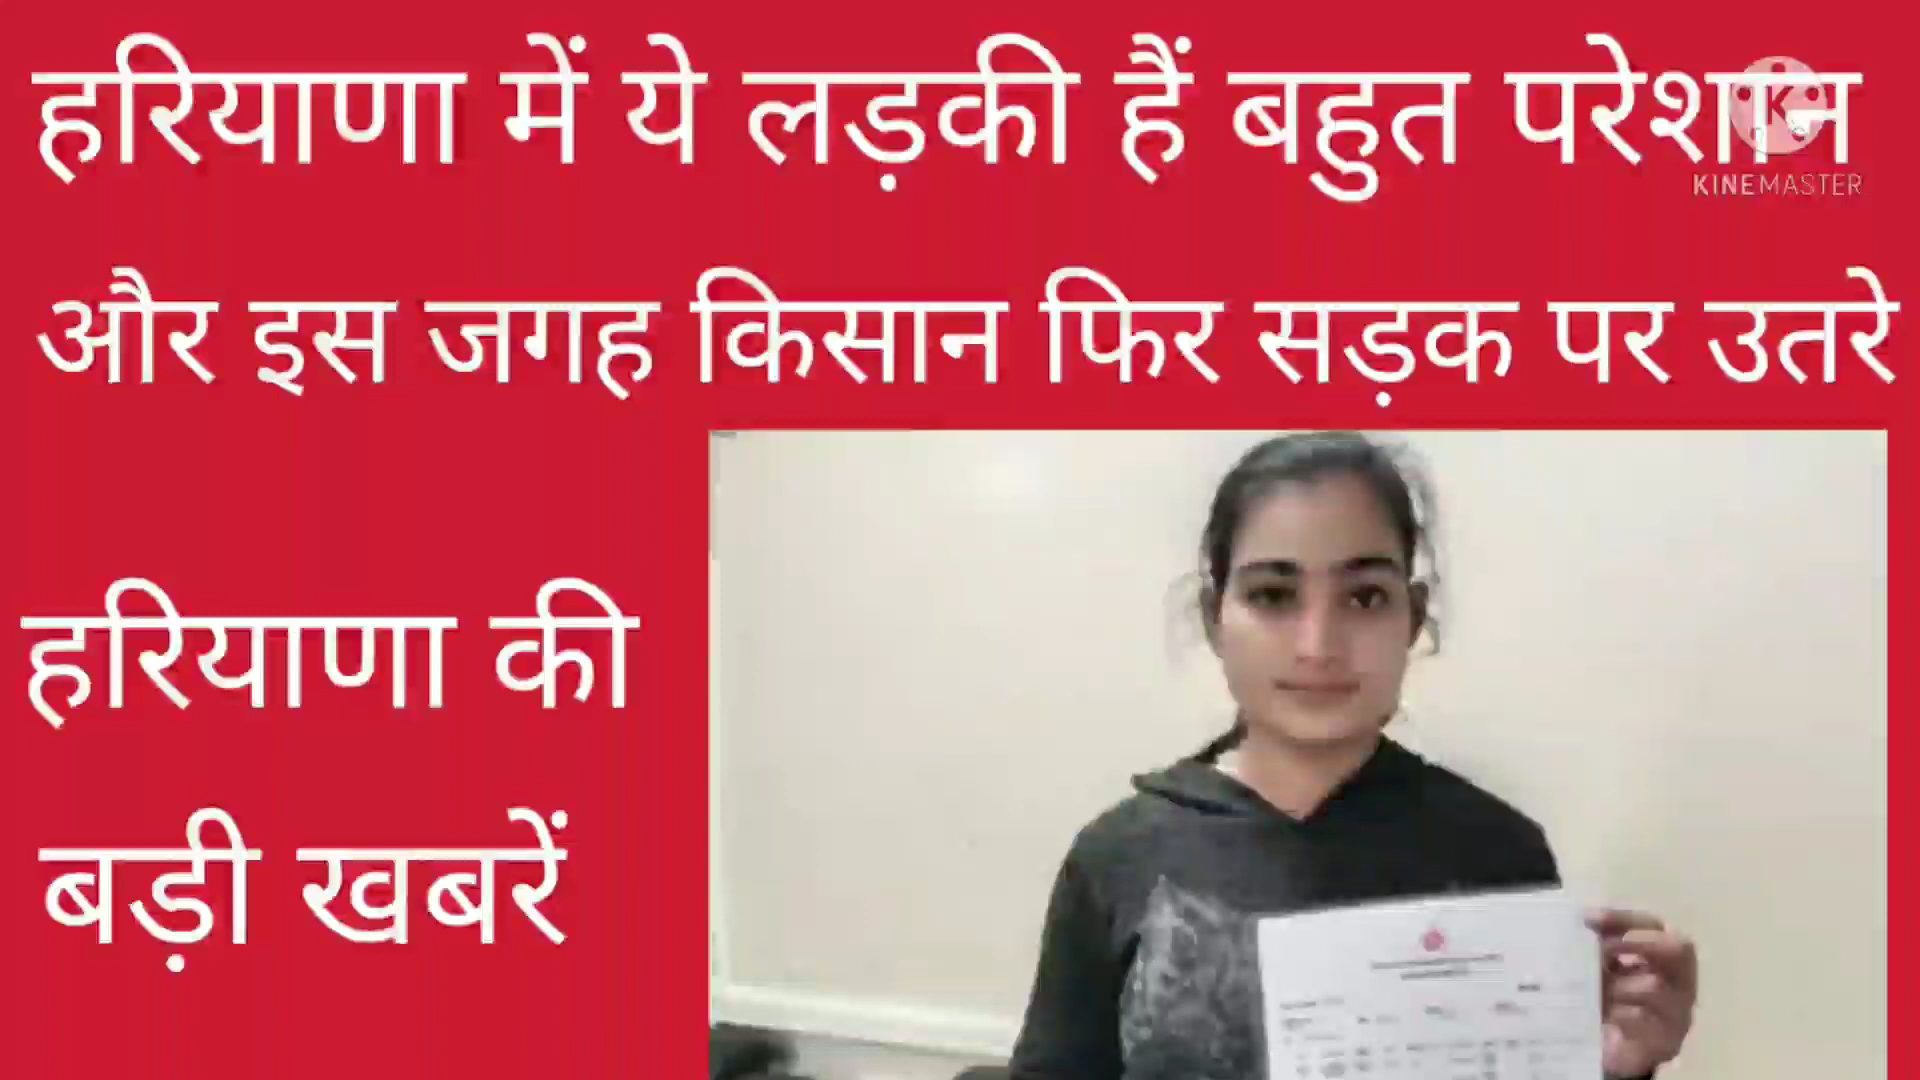 हरियाणा में ये लड़की हैं बहुत परेशान
KINEMASTER
और इस जगह किसान फिर सड़क पर उतरे
हरियाणा की
बड़ी खबरें